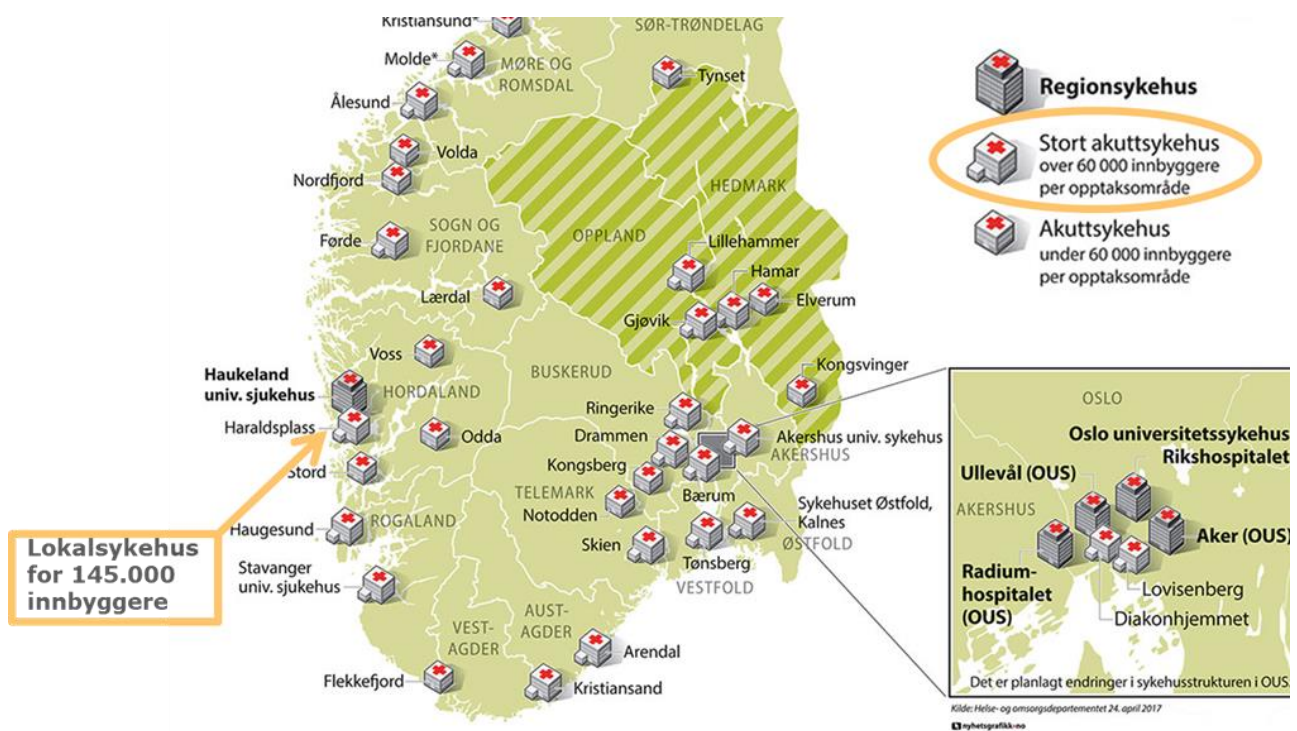 Kristiansund*
SØR-TRØNDELAG
Molde*
MØRE OG
ROMSDAL
Tynset
Ålesund
Volda
Nordfjord
HEDMARK
SOGN OG
FJORDANE
OPPLAND
Førde
Lillehammer
Hamar
Lærdal
Elverum
Gjøvik
Voss
BUSKERUD
Kongsvinger
Haukeland
univ. sjukehus
HORDALAND
Ringerike
Haraldsplass
Odda
Drammen
Akershus univ. sykehus
AKERSHUS
Stord
Kongsberg
Bærum
TELEMARK
Notodden
Sykehuset Østfold,
Kalnes
ØSTFOLD
Haugesund
ROGALAND
Skien
Tønsberg
VESTFOLD
Lokalsykehus
for 145.000
innbyggere
Stavanger
univ. sjukehus
AUST-
AGDER
VEST-
AGDER
Arendal
Flekkefjord
Kristiansand
Regionsykehus
Stort akuttsykehus
over 60 000 innbyggere
per opptaksområde
Akuttsykehus
under 60 000 innbyggere
per opptaksområde
OSLO
Oslo universitetssykehus
Rikshospitalet
Ullevål (OUS)
AKERSHUS
Aker (OUS)
Radium-
hospitalet
(OUS)
Lovisenberg
Diakonhjemmet
Det er planlagt endringer i sykehusstrukturen i OUS.
Kilde: Helse- og omsorgsdepartementet 24. april 2017
nyhetsgrafikk.no